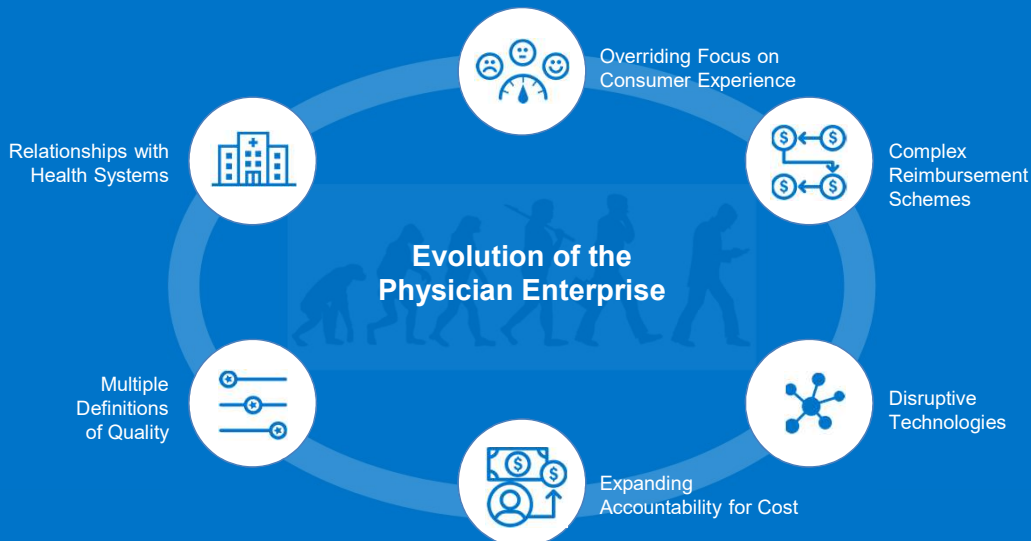 Overriding Focus on
Consumer Experience
Relationships with
Health Systems
Complex
Reimbursement
Schemes
Evolution of the
Physician Enterprise
Multiple
Definitions
of Quality
Disruptive
Technologies
Expanding
Accountability for Cost